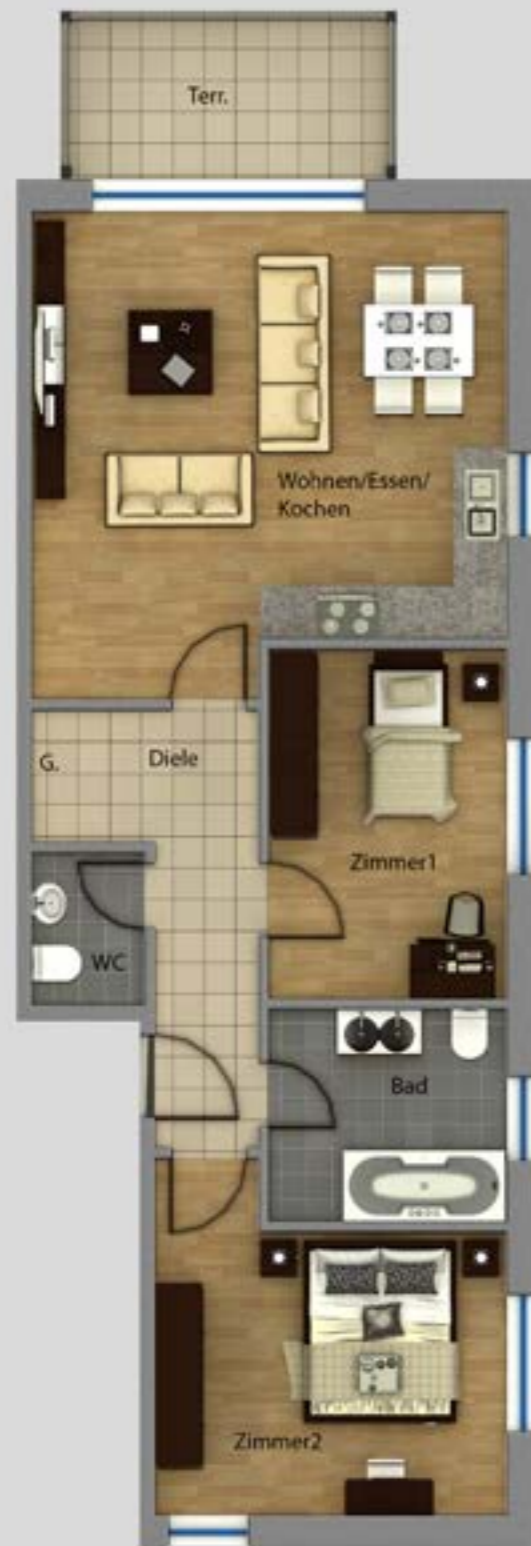 Terr.
Wohnen/Essen/
Kochen
G.
Diele
Zimmer1
WC
Bad
Zimmer2